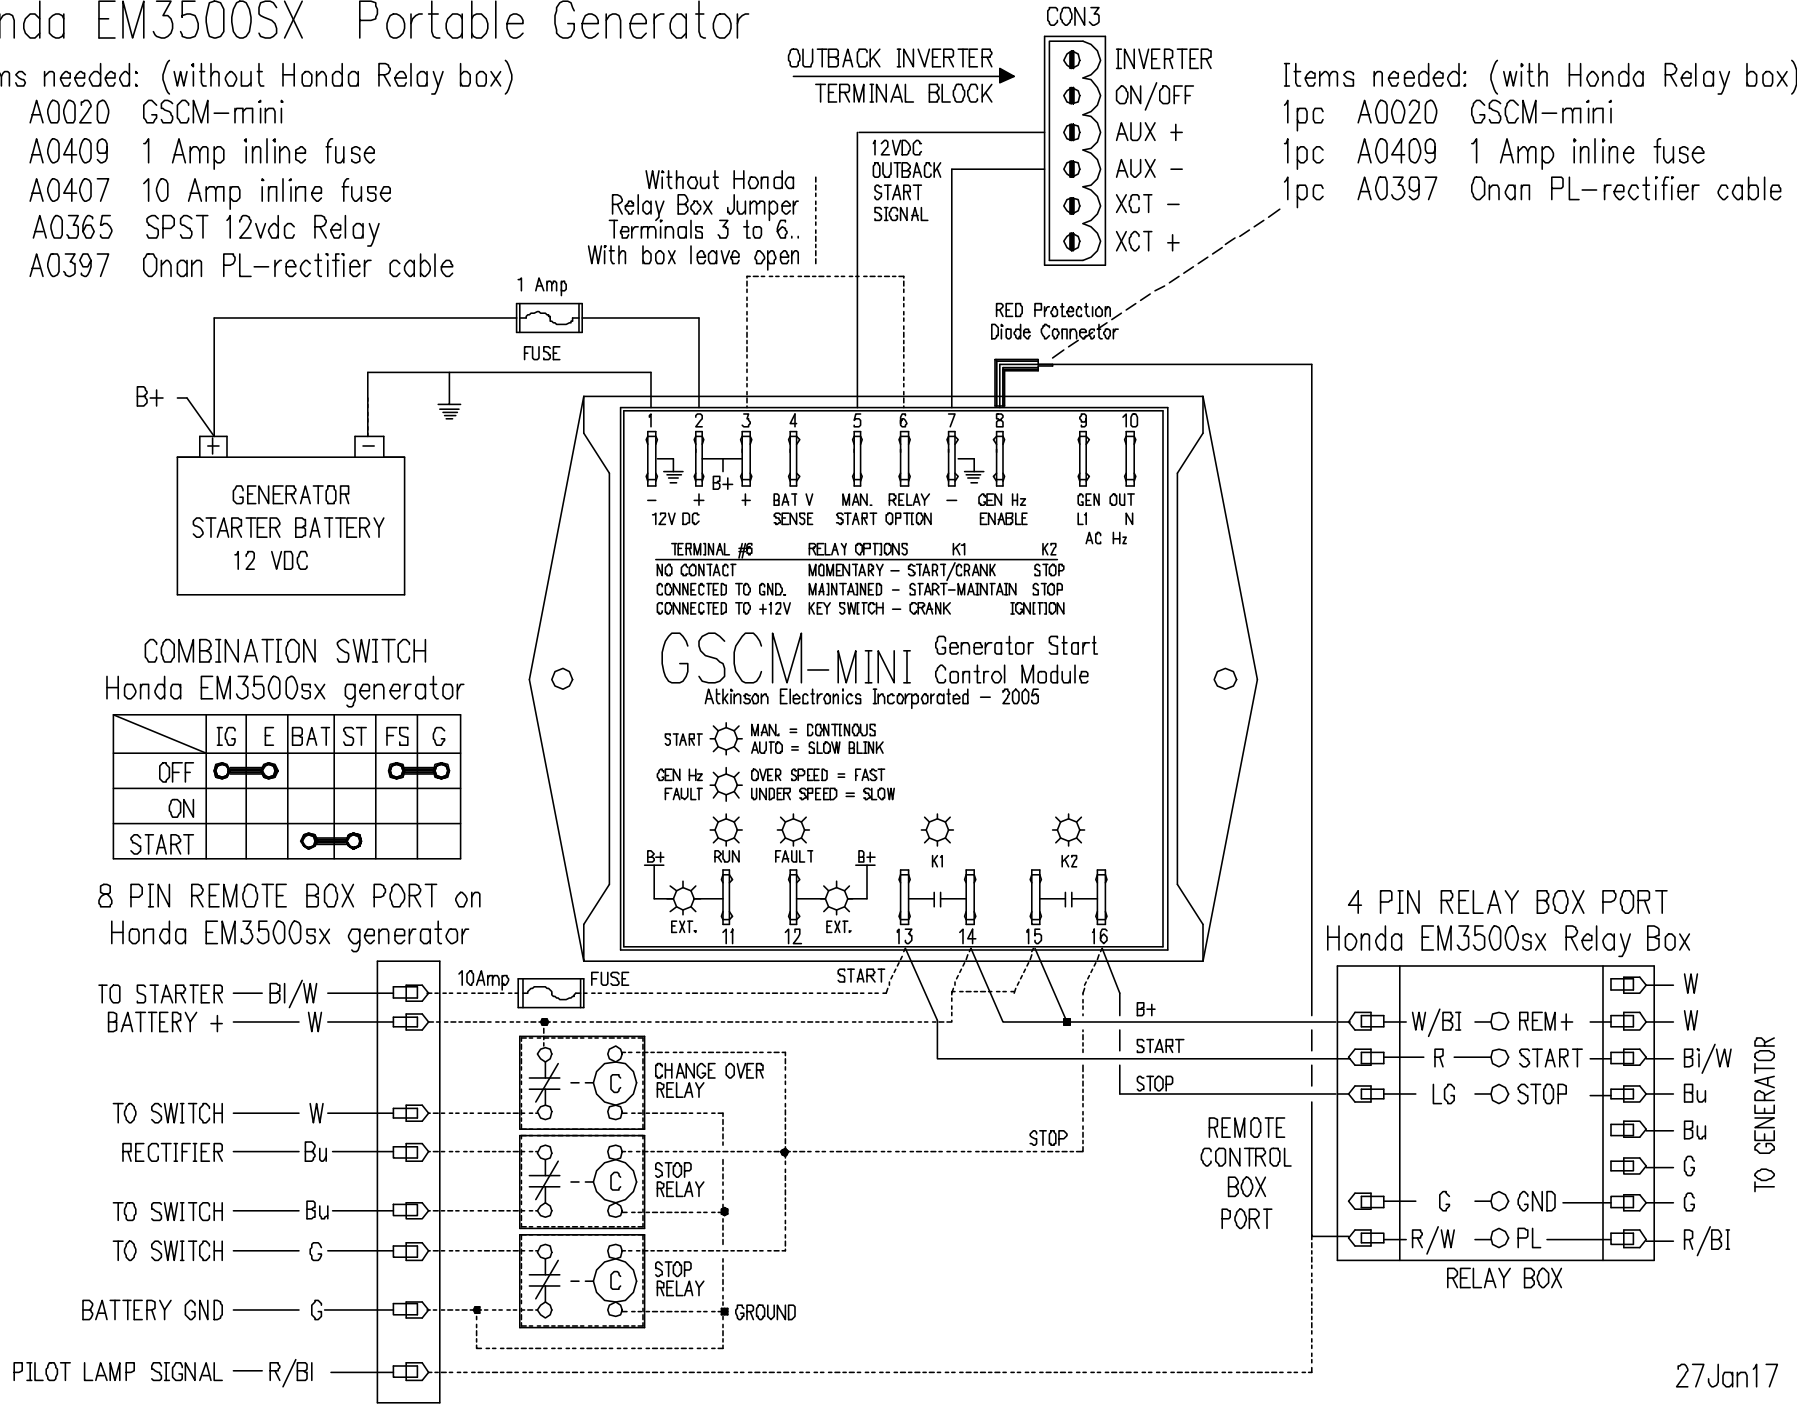 nda EM3500SX Portable Generator
ms needed: (without Honda Relay box)
A0020 GSCM-mini
A0409 1 Amp inline fuse
A0407 10 Amp inline fuse
A0365 SPST 12vdc Relay
A0397 Onan PL-rectifier cable
CON3
OUTBACK INVERTER
TERMINAL BLOCK
INVERTER
ON/OFF
AUX +
AUX -
XCT -
XCT +
Items needed: (with Honda Relay box)
1pc A0020 GSCM-mini
1pc A0409 1 Amp inline fuse
1pc A0397 Onan PL-rectifier cable
12VDC
OUTBACK
START
SIGNAL
Without Honda
Relay Box Jumper
Terminals 3 to 6..
With box leave open
1 Amp
FUSE
RED Protection
Diode Connector
B+
+ -
GENERATOR
STARTER BATTERY
12 VDC
1 2 3 4 5 6 7 8 9 10
B+
- + + BAT V MAN. RELAY - GEN Hz GEN OUT
12V DC SENSE START OPTION ENABLE L1 N
AC Hz
TERMINAL #6 RELAY OPTIONS K1 K2
NO CONTACT MOMENTARY - START/CRANK STOP
CONNECTED TO GND. MAINTAINED - START-MAINTAIN STOP
CONNECTED TO +12V KEY SWITCH - CRANK IGNITION
GSCM-MINI
Generator Start
Control Module
Atkinson Electronics Incorporated - 2005
START
MAN. = CONTINOUS
AUTO = SLOW BLINK
GEN Hz
FAULT
OVER SPEED = FAST
UNDER SPEED = SLOW
B+ RUN FAULT B+ K1 K2
EXT. EXT.
11 12 13 14 15 16
COMBINATION SWITCH
Honda EM3500sx generator
IG E BAT ST FS G
OFF
ON
START
8 PIN REMOTE BOX PORT on
Honda EM3500sx generator
TO STARTER BI/W
BATTERY + W
TO SWITCH W
RECTIFIER Bu
TO SWITCH Bu
TO SWITCH G
BATTERY GND G
PILOT LAMP SIGNAL R/BI
10Amp FUSE
START
C
CHANGE OVER
RELAY
C
STOP
RELAY
C
STOP
RELAY
GROUND
STOP
B+
START
STOP
REMOTE
CONTROL
BOX
PORT
4 PIN RELAY BOX PORT
Honda EM3500sx Relay Box
W
W/BI REM+ W
R START Bi/W
LG STOP Bu
Bu
G
G GND G
R/W PL R/BI
RELAY BOX
TO GENERATOR
27Jan17